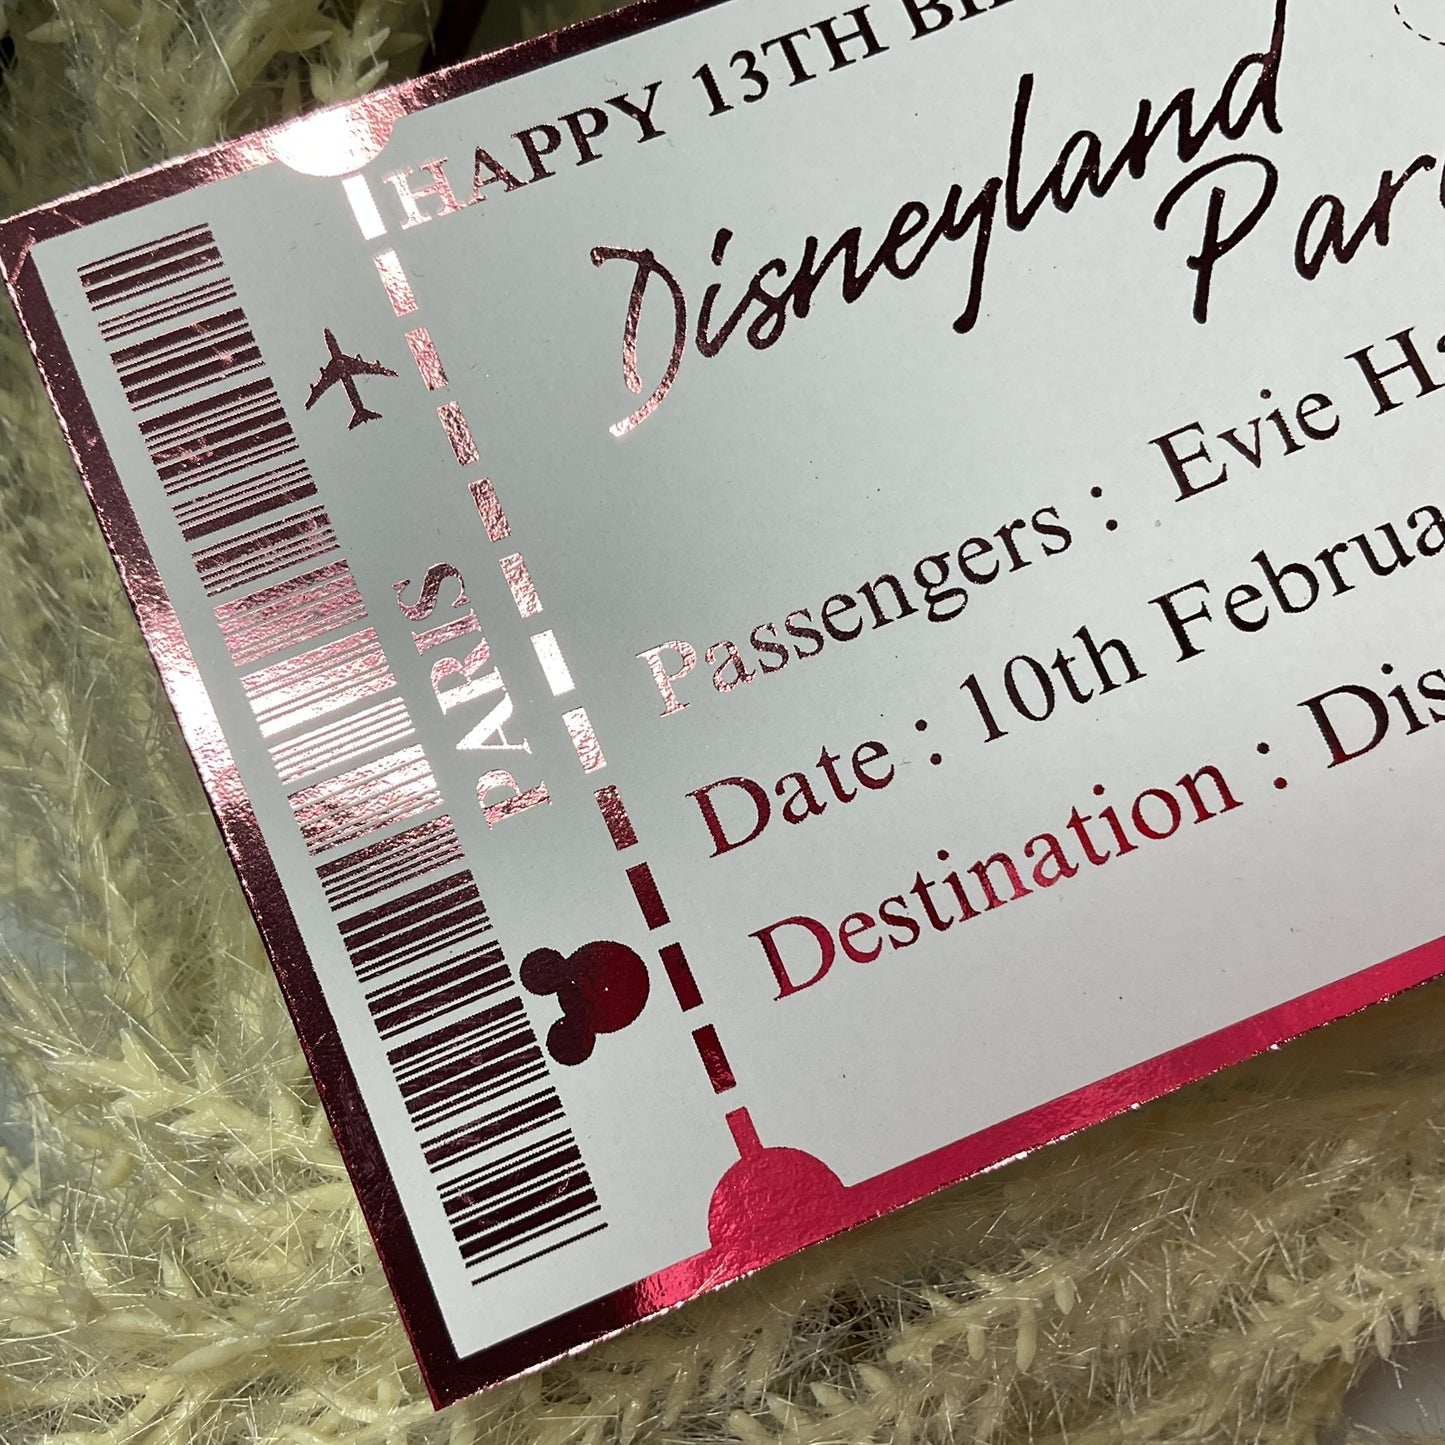 PARIS
HAPPY 13TH
Disneyland
Passengers : Evie
Date : 10th
Destination :